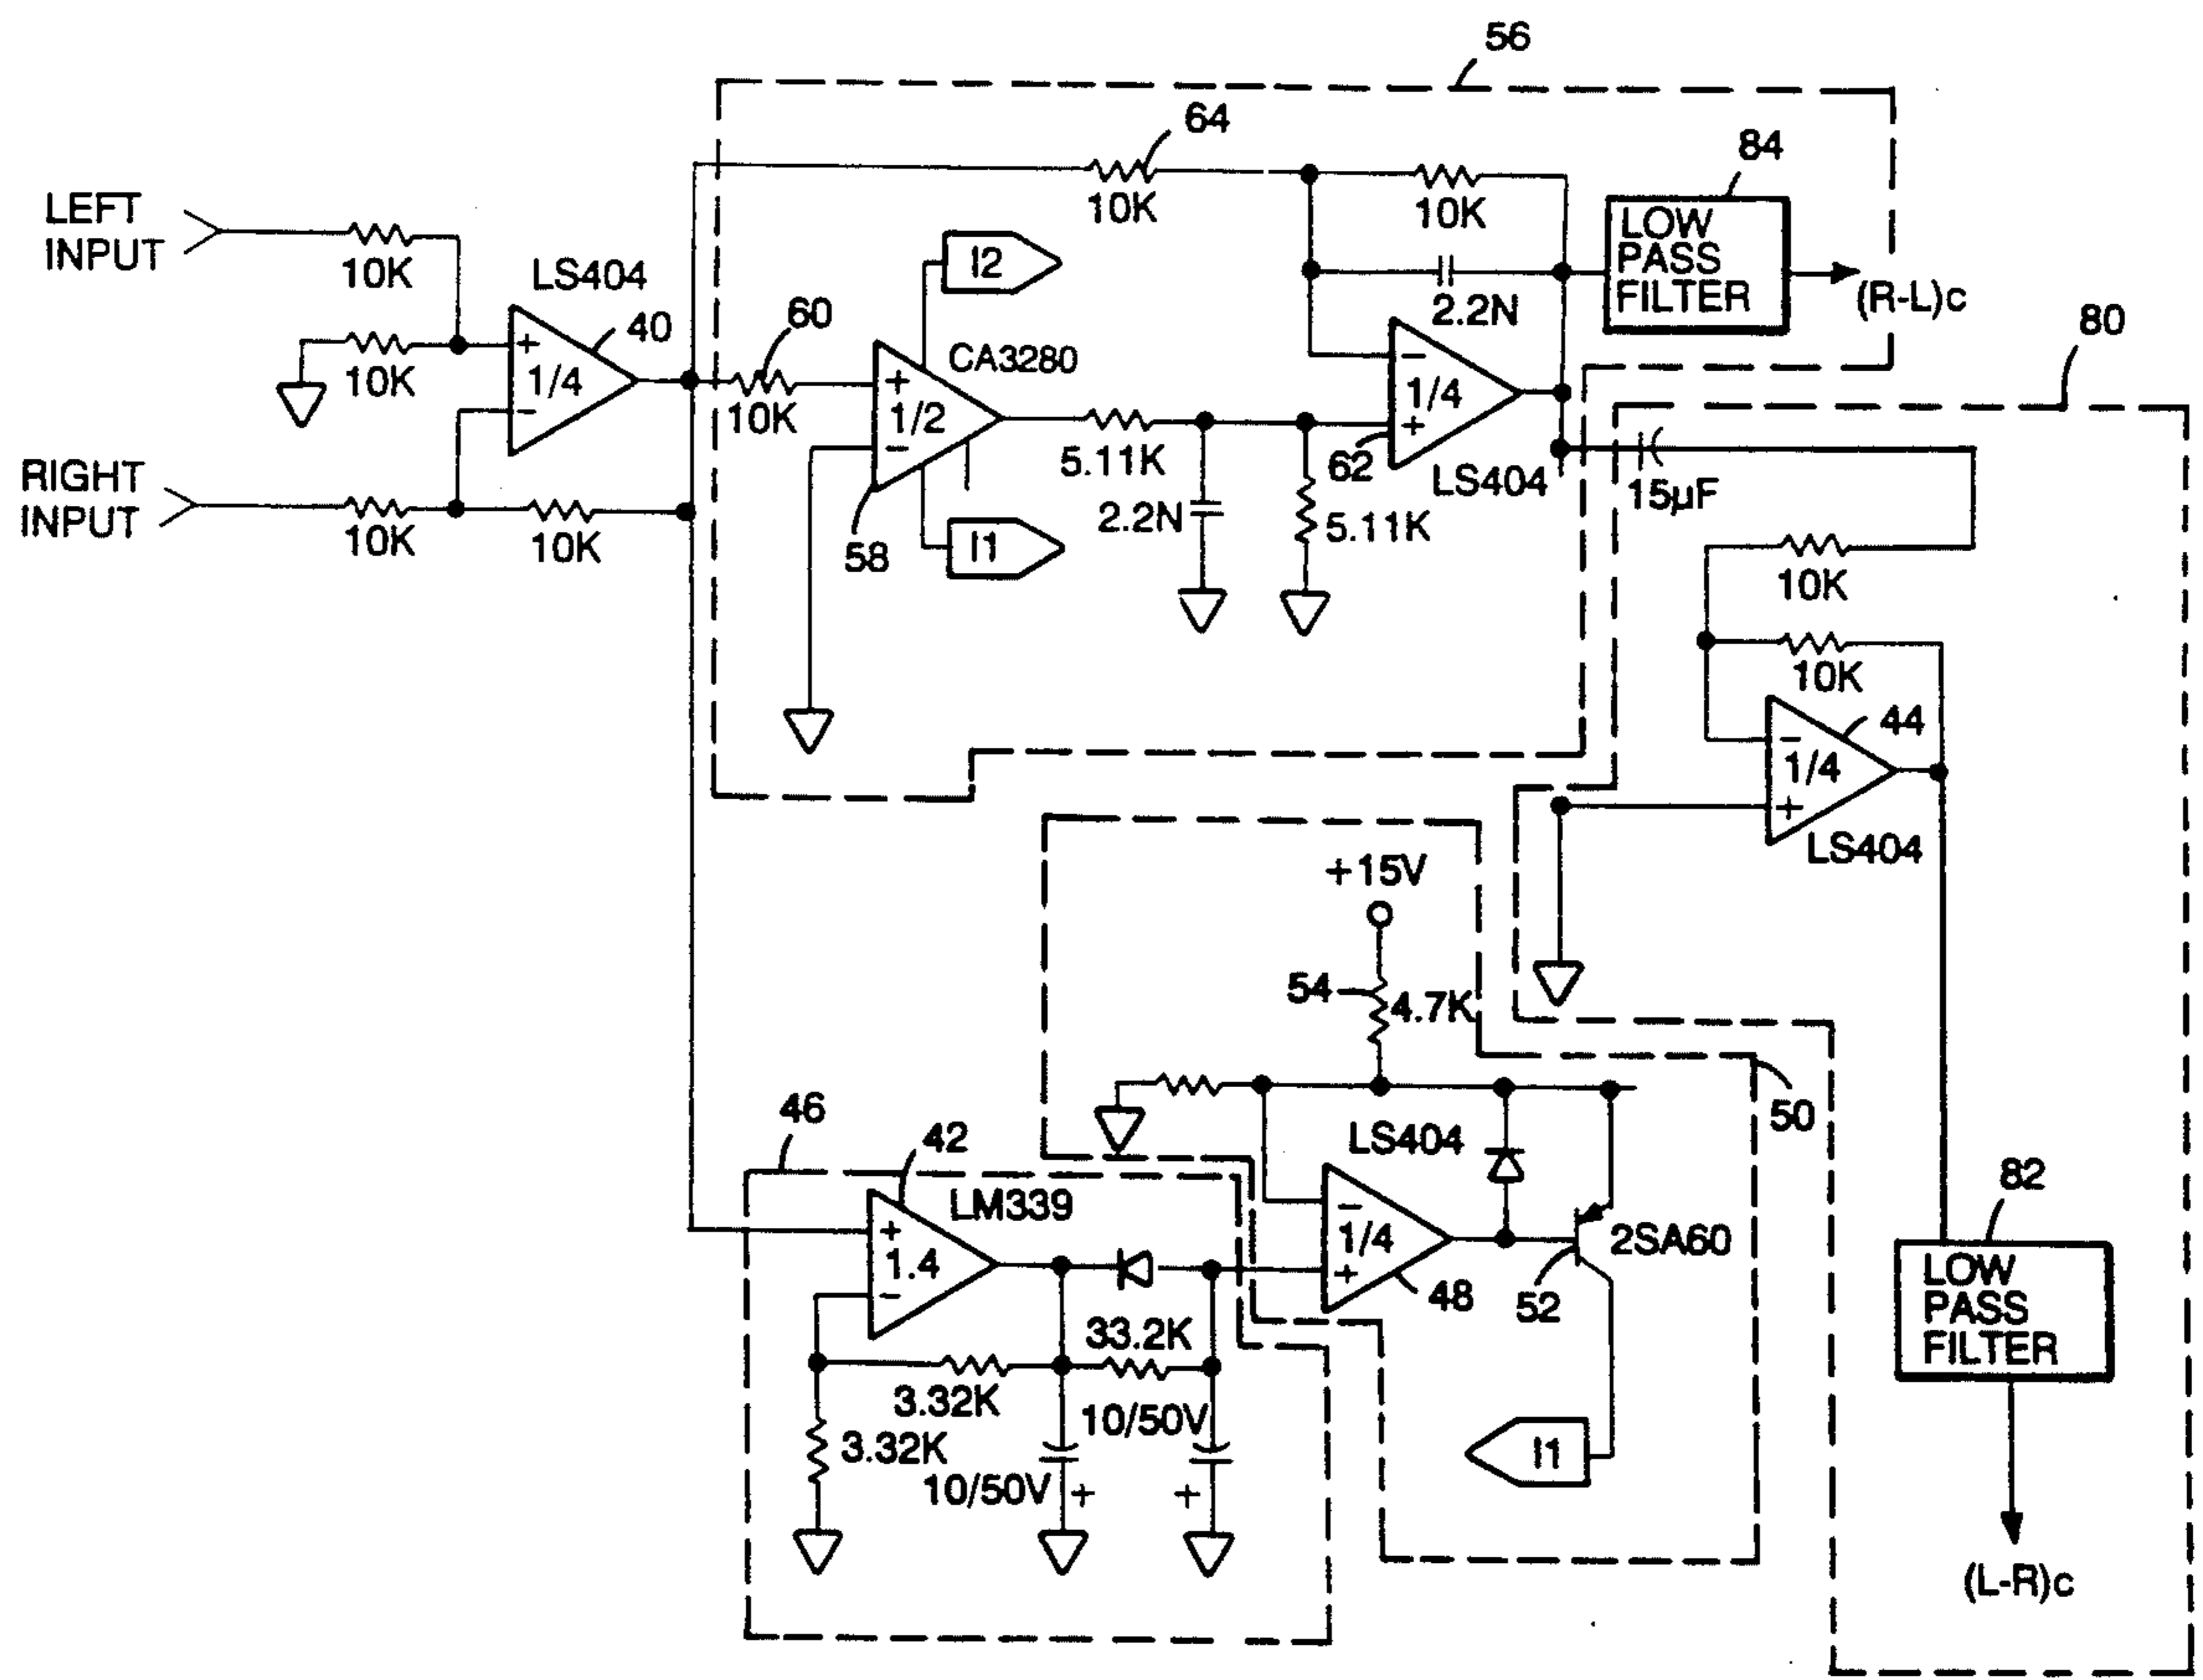 56
64
84
LEFT
INPUT
10K
10K
10K
LOW
PASS
FILTER
(R-L)c
LS404
40
I2
60
2.2N
80
+
1/4
-
10K
10K
CA3280
+
1/2
-
-
1/4
+
62
LS404
5.11K
15µF
RIGHT
INPUT
10K
10K
58
I1
2.2N
5.11K
10K
10K
44
-
1/4
+
LS404
+15V
54
4.7K
50
46
42
LM339
LS404
+
1.4
-
-
1/4
+
48
52
2SA60
82
LOW
PASS
FILTER
33.2K
3.32K
3.32K
10/50V
10/50V
+
+
I1
(L-R)c